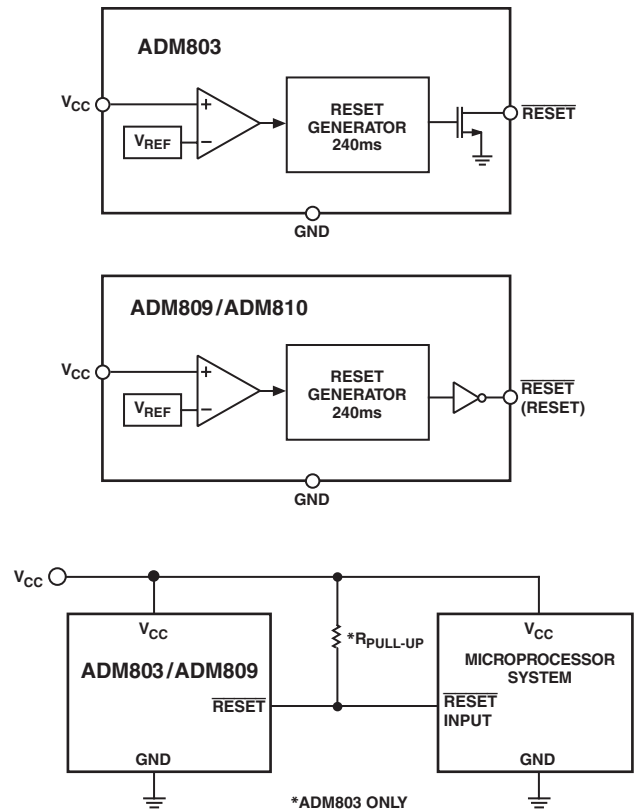 ADM803
VCC
+
VREF
−
RESET
GENERATOR
240ms
RESET
GND
ADM809/ADM810
VCC
+
VREF
−
RESET
GENERATOR
240ms
RESET
(RESET)
GND
VCC
VCC
ADM803/ADM809
RESET
GND
*RPULL-UP
VCC
MICROPROCESSOR
SYSTEM
RESET
INPUT
GND
*ADM803 ONLY